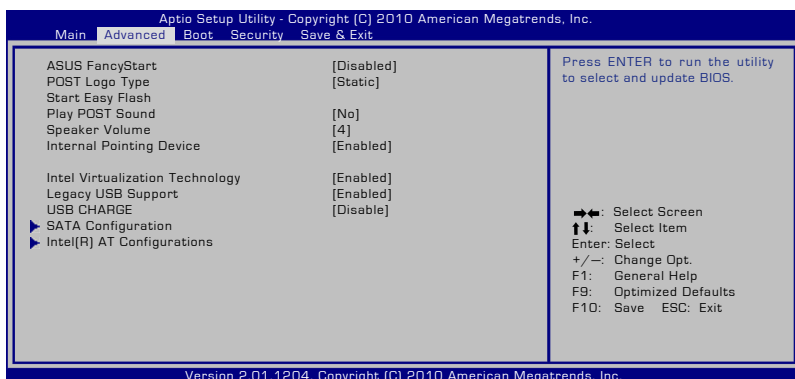 Aptio Setup Utility - Copyright (C) 2010 American Megatrends, Inc.
Main Advanced Boot Security Save & Exit
ASUS FancyStart [Disabled]
POST Logo Type [Static]
Start Easy Flash
Play POST Sound [No]
Speaker Volume [4]
Internal Pointing Device [Enabled]
Intel Virtualization Technology [Enabled]
Legacy USB Support [Enabled]
USB CHARGE [Disable]
SATA Configuration
Intel(R) AT Configurations
Press ENTER to run the utility
to select and update BIOS.
→←: Select Screen
↑↓: Select Item
Enter: Select
+/—: Change Opt.
F1: General Help
F9: Optimized Defaults
F10: Save ESC: Exit
Version 2.01.1204. Copyright (C) 2010 American Megatrends, Inc.